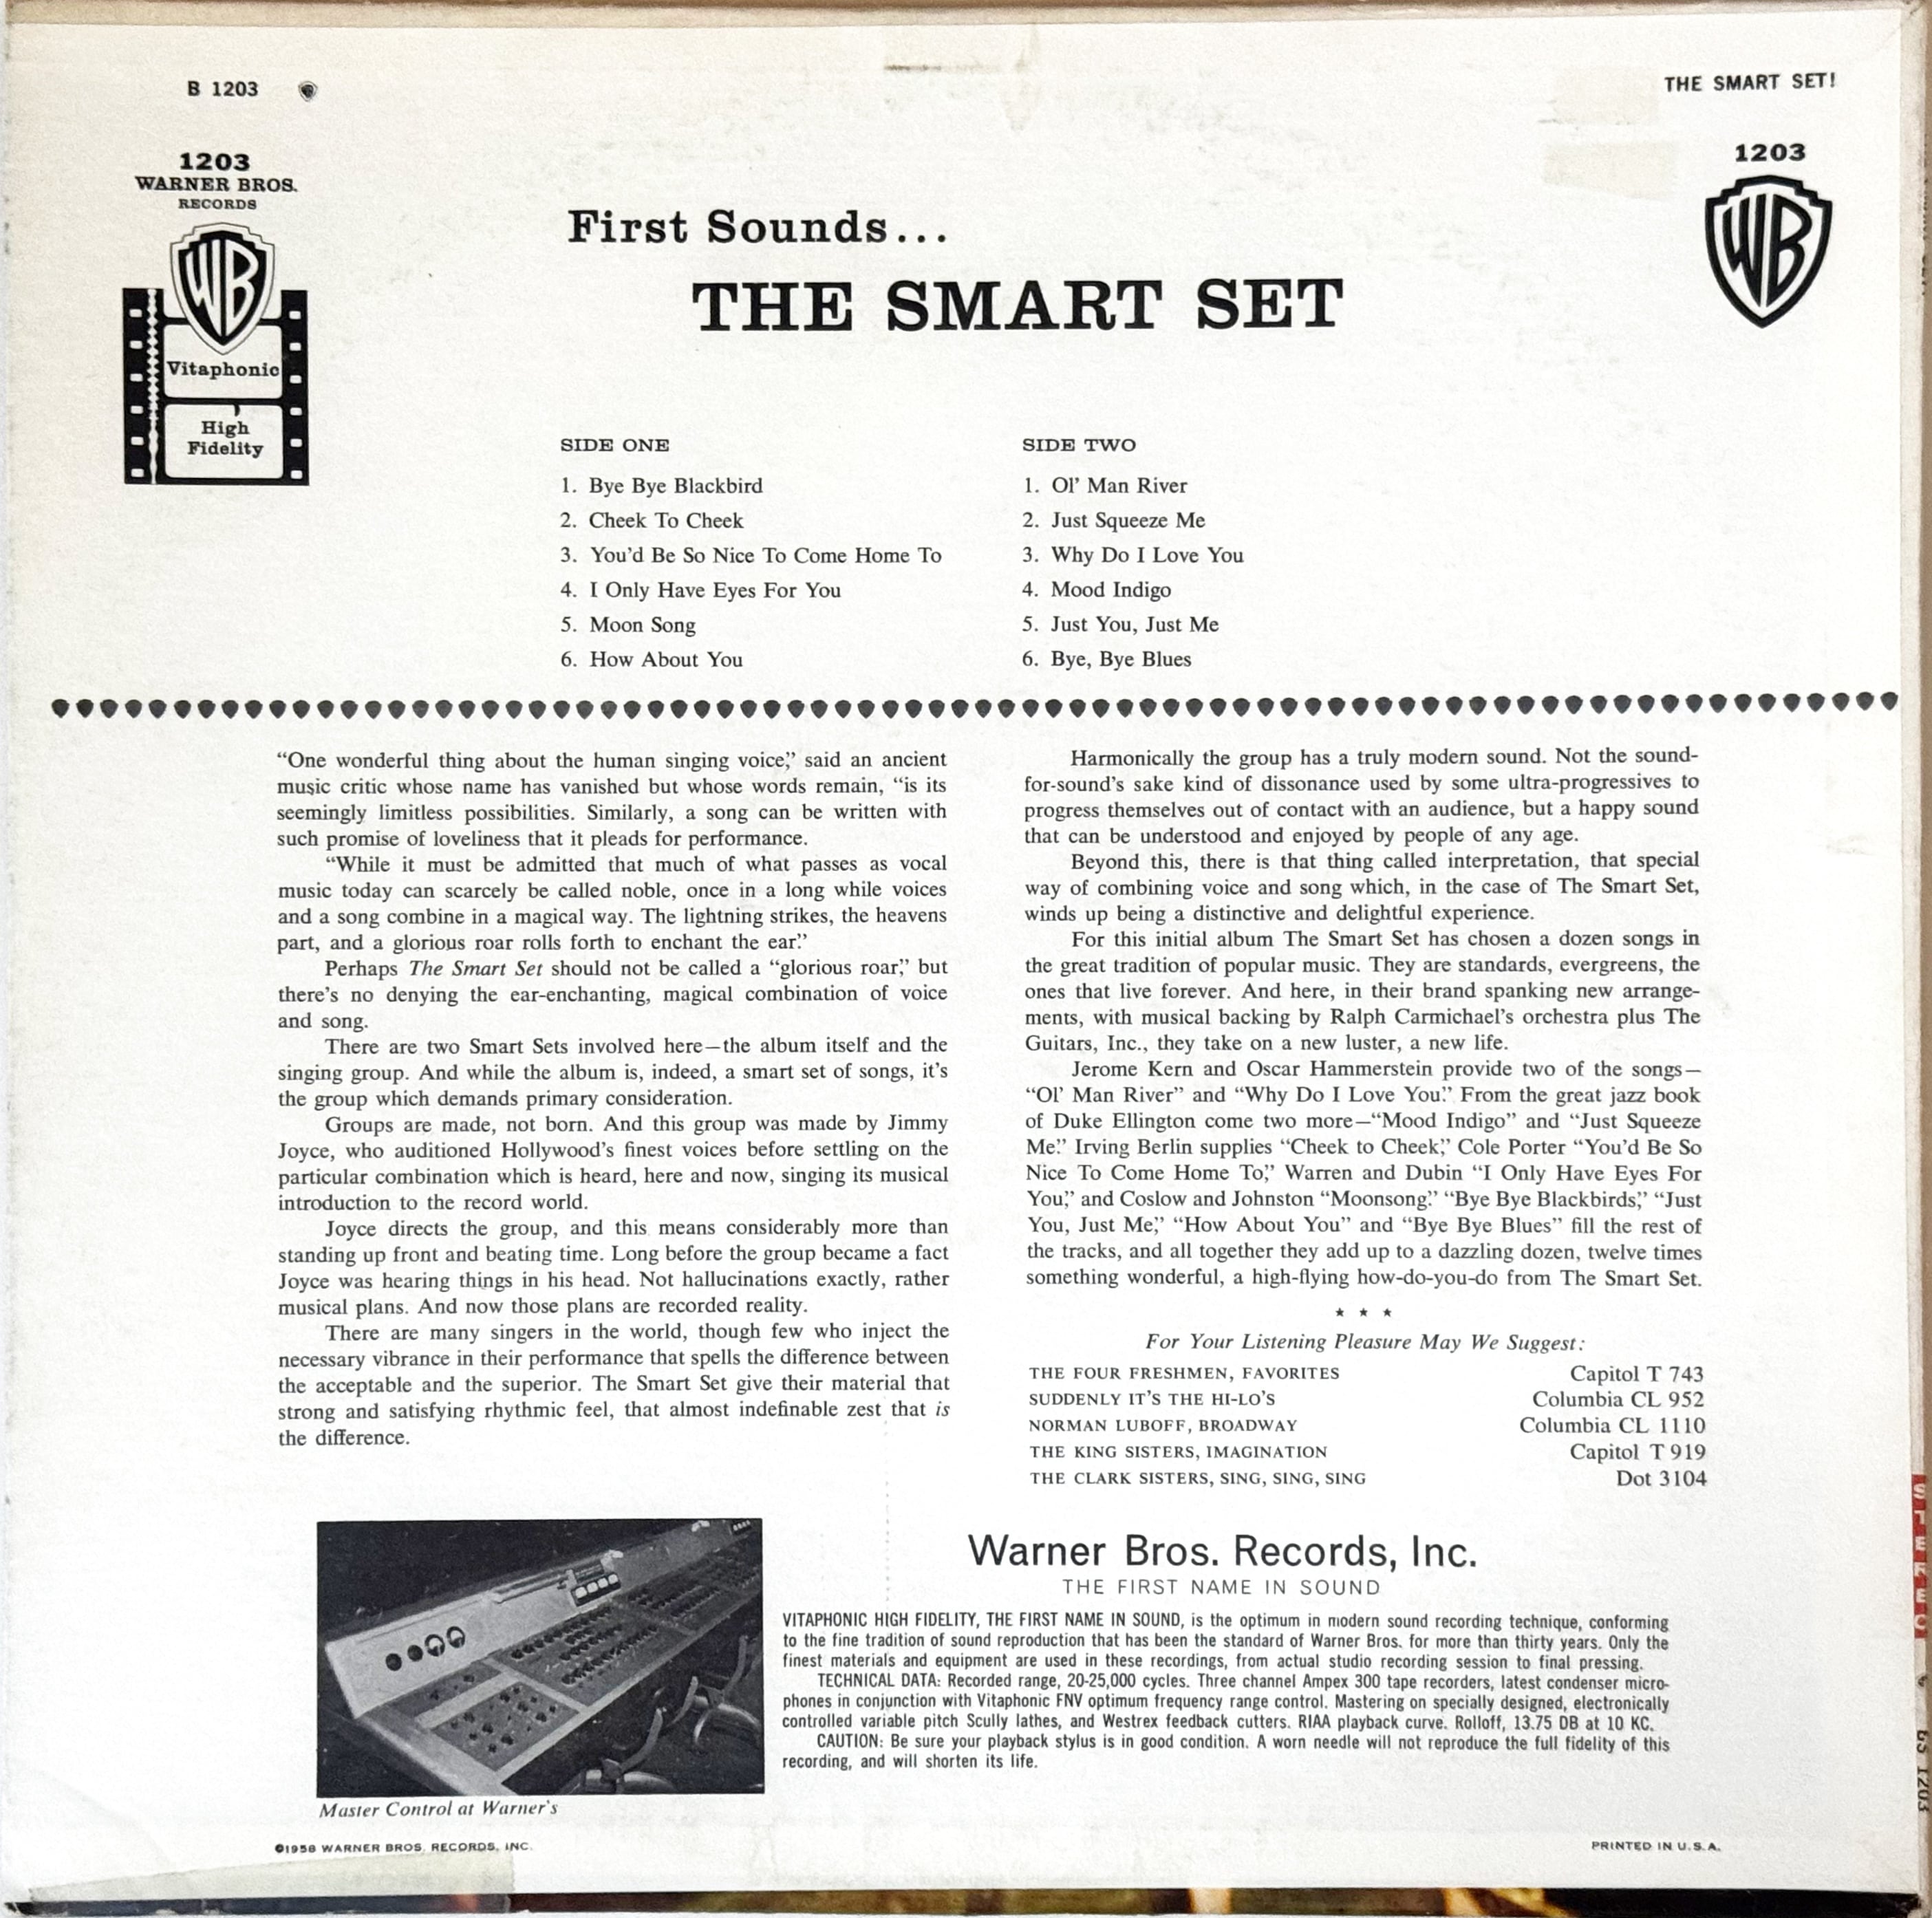 B 1203
THE SMART SET!
1203
WARNER BROS.
RECORDS
WB
Vitaphonic
High
Fidelity
1203
WB
First Sounds...
THE SMART SET
SIDE ONE
1. Bye Bye Blackbird
2. Cheek To Cheek
3. You'd Be So Nice To Come Home To
4. I Only Have Eyes For You
5. Moon Song
6. How About You
SIDE TWO
1. Ol' Man River
2. Just Squeeze Me
3. Why Do I Love You
4. Mood Indigo
5. Just You, Just Me
6. Bye, Bye Blues
“One wonderful thing about the human singing voice,” said an ancient
music critic whose name has vanished but whose words remain, “is its
seemingly limitless possibilities. Similarly, a song can be written with
such promise of loveliness that it pleads for performance.
“While it must be admitted that much of what passes as vocal
music today can scarcely be called noble, once in a long while voices
and a song combine in a magical way. The lightning strikes, the heavens
part, and a glorious roar rolls forth to enchant the ear.”
Perhaps The Smart Set should not be called a “glorious roar,” but
there's no denying the ear-enchanting, magical combination of voice
and song.
There are two Smart Sets involved here—the album itself and the
singing group. And while the album is, indeed, a smart set of songs, it's
the group which demands primary consideration.
Groups are made, not born. And this group was made by Jimmy
Joyce, who auditioned Hollywood's finest voices before settling on the
particular combination which is heard, here and now, singing its musical
introduction to the record world.
Joyce directs the group, and this means considerably more than
standing up front and beating time. Long before the group became a fact
Joyce was hearing things in his head. Not hallucinations exactly, rather
musical plans. And now those plans are recorded reality.
There are many singers in the world, though few who inject the
necessary vibrance in their performance that spells the difference between
the acceptable and the superior. The Smart Set give their material that
strong and satisfying rhythmic feel, that almost indefinable zest that is
the difference.
Harmonically the group has a truly modern sound. Not the sound-
for-sound's sake kind of dissonance used by some ultra-progressives to
progress themselves out of contact with an audience, but a happy sound
that can be understood and enjoyed by people of any age.
Beyond this, there is that thing called interpretation, that special
way of combining voice and song which, in the case of The Smart Set,
winds up being a distinctive and delightful experience.
For this initial album The Smart Set has chosen a dozen songs in
the great tradition of popular music. They are standards, evergreens, the
ones that live forever. And here, in their brand spanking new arrange-
ments, with musical backing by Ralph Carmichael's orchestra plus The
Guitars, Inc., they take on a new luster, a new life.
Jerome Kern and Oscar Hammerstein provide two of the songs—
“Ol' Man River” and “Why Do I Love You.” From the great jazz book
of Duke Ellington come two more—“Mood Indigo” and “Just Squeeze
Me.” Irving Berlin supplies “Cheek to Cheek,” Cole Porter “You'd Be So
Nice To Come Home To,” Warren and Dubin “I Only Have Eyes For
You,” and Coslow and Johnston “Moonsong.” “Bye Bye Blackbirds,” “Just
You, Just Me,” “How About You” and “Bye Bye Blues” fill the rest of
the tracks, and all together they add up to a dazzling dozen, twelve times
something wonderful, a high-flying how-do-you-do from The Smart Set.
★ ★ ★
For Your Listening Pleasure May We Suggest:
THE FOUR FRESHMEN, FAVORITES Capitol T 743
SUDDENLY IT'S THE HI-LO'S Columbia CL 952
NORMAN LUBOFF, BROADWAY Columbia CL 1110
THE KING SISTERS, IMAGINATION Capitol T 919
THE CLARK SISTERS, SING, SING, SING Dot 3104
Warner Bros. Records, Inc.
THE FIRST NAME IN SOUND
VITAPHONIC HIGH FIDELITY, THE FIRST NAME IN SOUND, is the optimum in modern sound recording technique, conforming
to the fine tradition of sound reproduction that has been the standard of Warner Bros. for more than thirty years. Only the
finest materials and equipment are used in these recordings, from actual studio recording session to final pressing.
TECHNICAL DATA: Recorded range, 20-25,000 cycles. Three channel Ampex 300 tape recorders, latest condenser micro-
phones in conjunction with Vitaphonic FNV optimum frequency range control. Mastering on specially designed, electronically
controlled variable pitch Scully lathes, and Westrex feedback cutters. RIAA playback curve. Rolloff, 13.75 DB at 10 KC.
CAUTION: Be sure your playback stylus is in good condition. A worn needle will not reproduce the full fidelity of this
recording, and will shorten its life.
Master Control at Warner's
©1958 WARNER BROS. RECORDS, INC.
PRINTED IN U.S.A.
STEREO